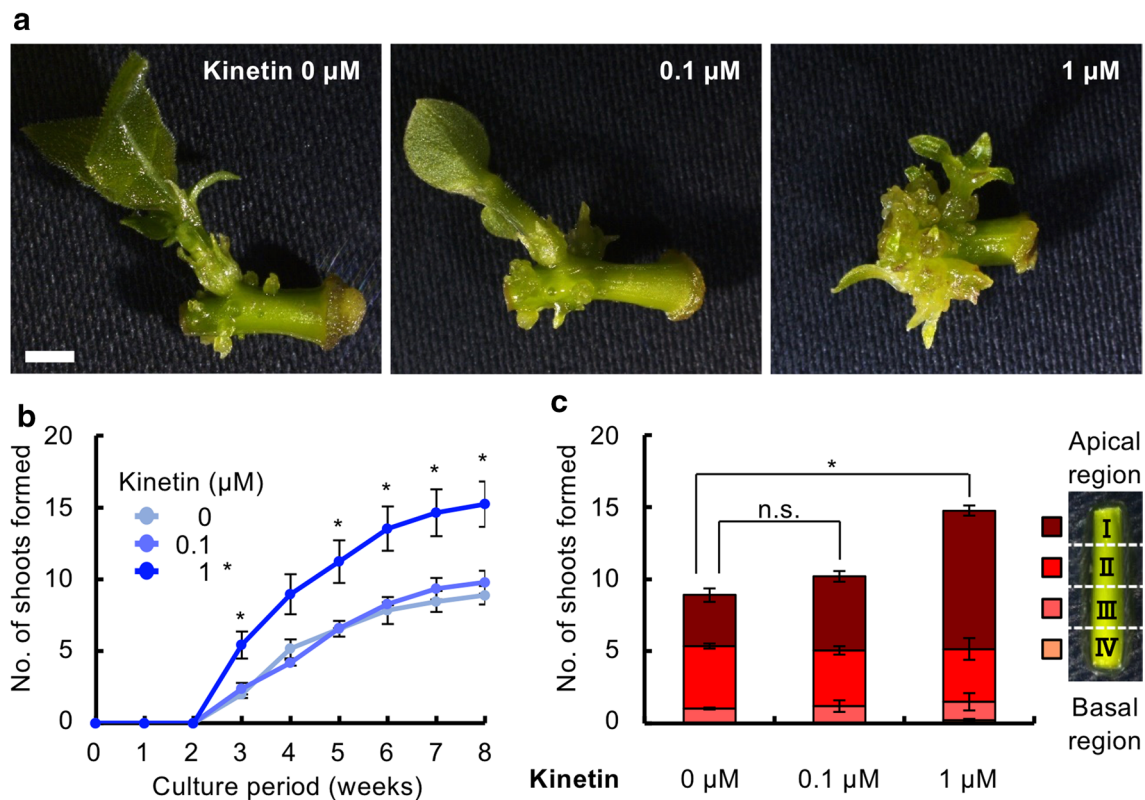 a
Kinetin 0 µM
0.1 µM
1 µM
b
No. of shoots formed
20
15
10
5
0
Kinetin (µM)
0
0.1
1
*
*
*
*
*
*
0 1 2 3 4 5 6 7 8
Culture period (weeks)
c
No. of shoots formed
20
15
10
5
0
*
n.s.
Kinetin 0 µM 0.1 µM 1 µM
Apical
region
I
II
III
IV
Basal
region